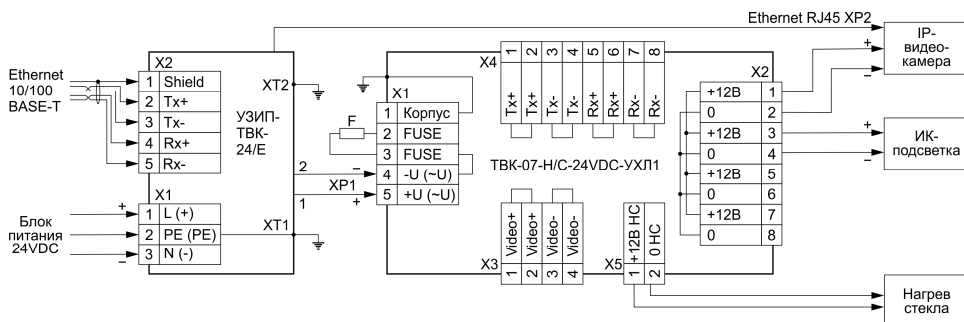 Ethernet RJ45 XP2
IP-
видео-
камера
+
−
Ethernet
10/100
BASE-T
X2
1 Shield
2 Tx+
3 Tx-
4 Rx+
5 Rx-
УЗИП-
ТВК-
24/E
XT2
XT1
Блок
питания
24VDC
+
−
X1
1 L (+)
2 PE (PE)
3 N (-)
2
−
XP1
1
+
F
X1
1 Корпус
2 FUSE
3 FUSE
4 -U (~U)
5 +U (~U)
X4
1 2 3 4 5 6 7 8
Tx+ Tx+ Tx- Tx- Rx+ Rx+ Rx- Rx-
ТВК-07-Н/С-24VDC-УХЛ1
X3
Video+ Video+ Video- Video-
1 2 3 4
X5
+12В НС 0 НС
1 2
X2
+12В 1
0 2
+12В 3
0 4
+12В 5
0 6
+12В 7
0 8
+
−
ИК-
подсветка
Нагрев
стекла